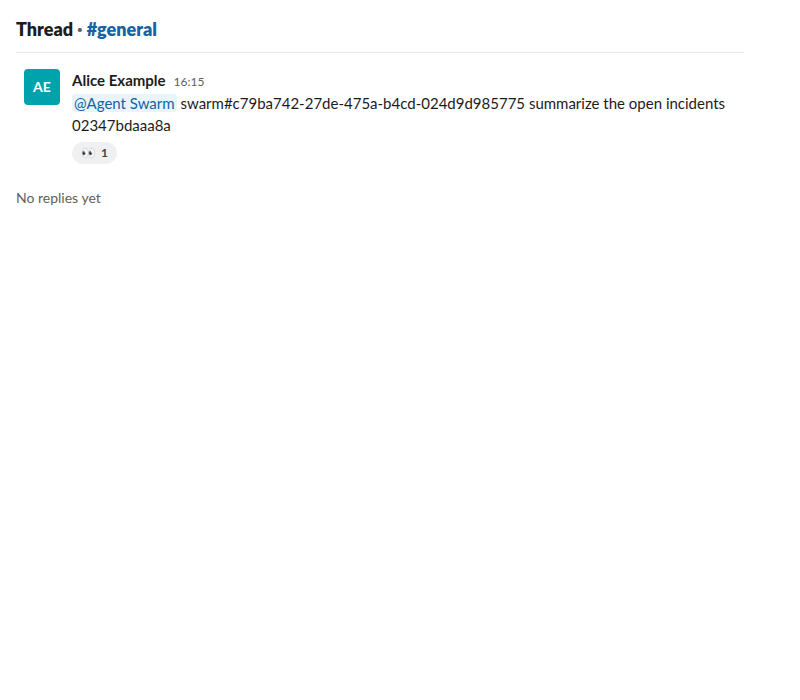 Thread • #general
AE
Alice Example 16:15
@Agent Swarm swarm#c79ba742-27de-475a-b4cd-024d9d985775 summarize the open incidents
02347bdaaa8a
👀 1
No replies yet